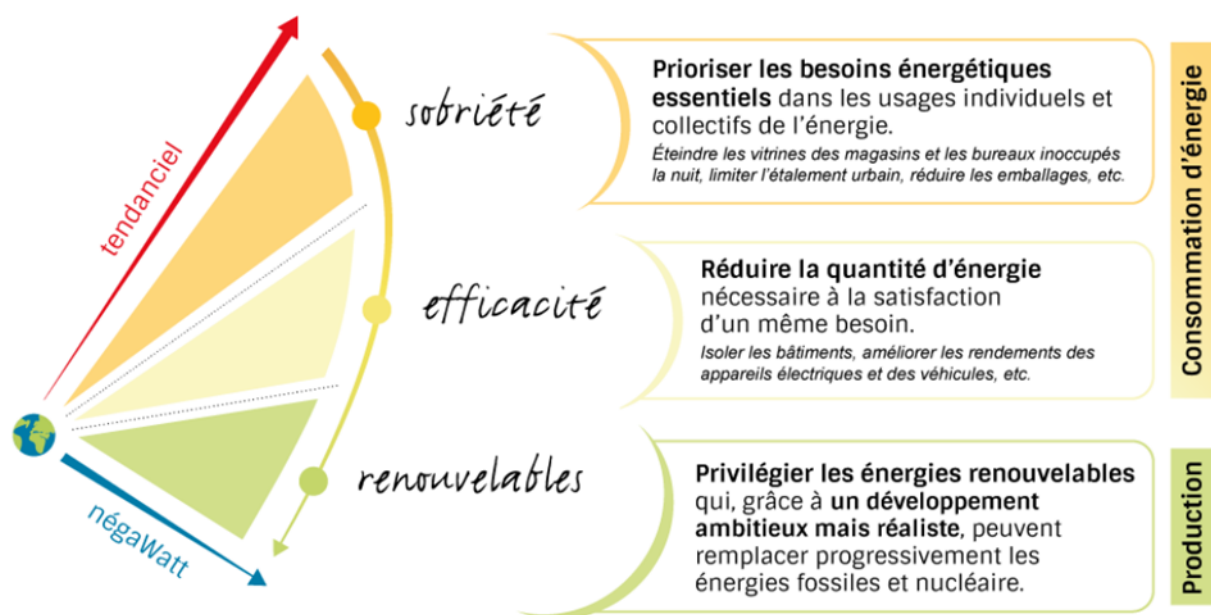 tendanciel
négaWatt
sobriété
Prioriser les besoins énergétiques
essentiels dans les usages individuels et
collectifs de l'énergie.
Éteindre les vitrines des magasins et les bureaux inoccupés
la nuit, limiter l'étalement urbain, réduire les emballages, etc.
efficacité
Réduire la quantité d'énergie
nécessaire à la satisfaction
d'un même besoin.
Isoler les bâtiments, améliorer les rendements des
appareils électriques et des véhicules, etc.
Consommation d'énergie
renouvelables
Privilégier les énergies renouvelables
qui, grâce à un développement
ambitieux mais réaliste, peuvent
remplacer progressivement les
énergies fossiles et nucléaire.
Production